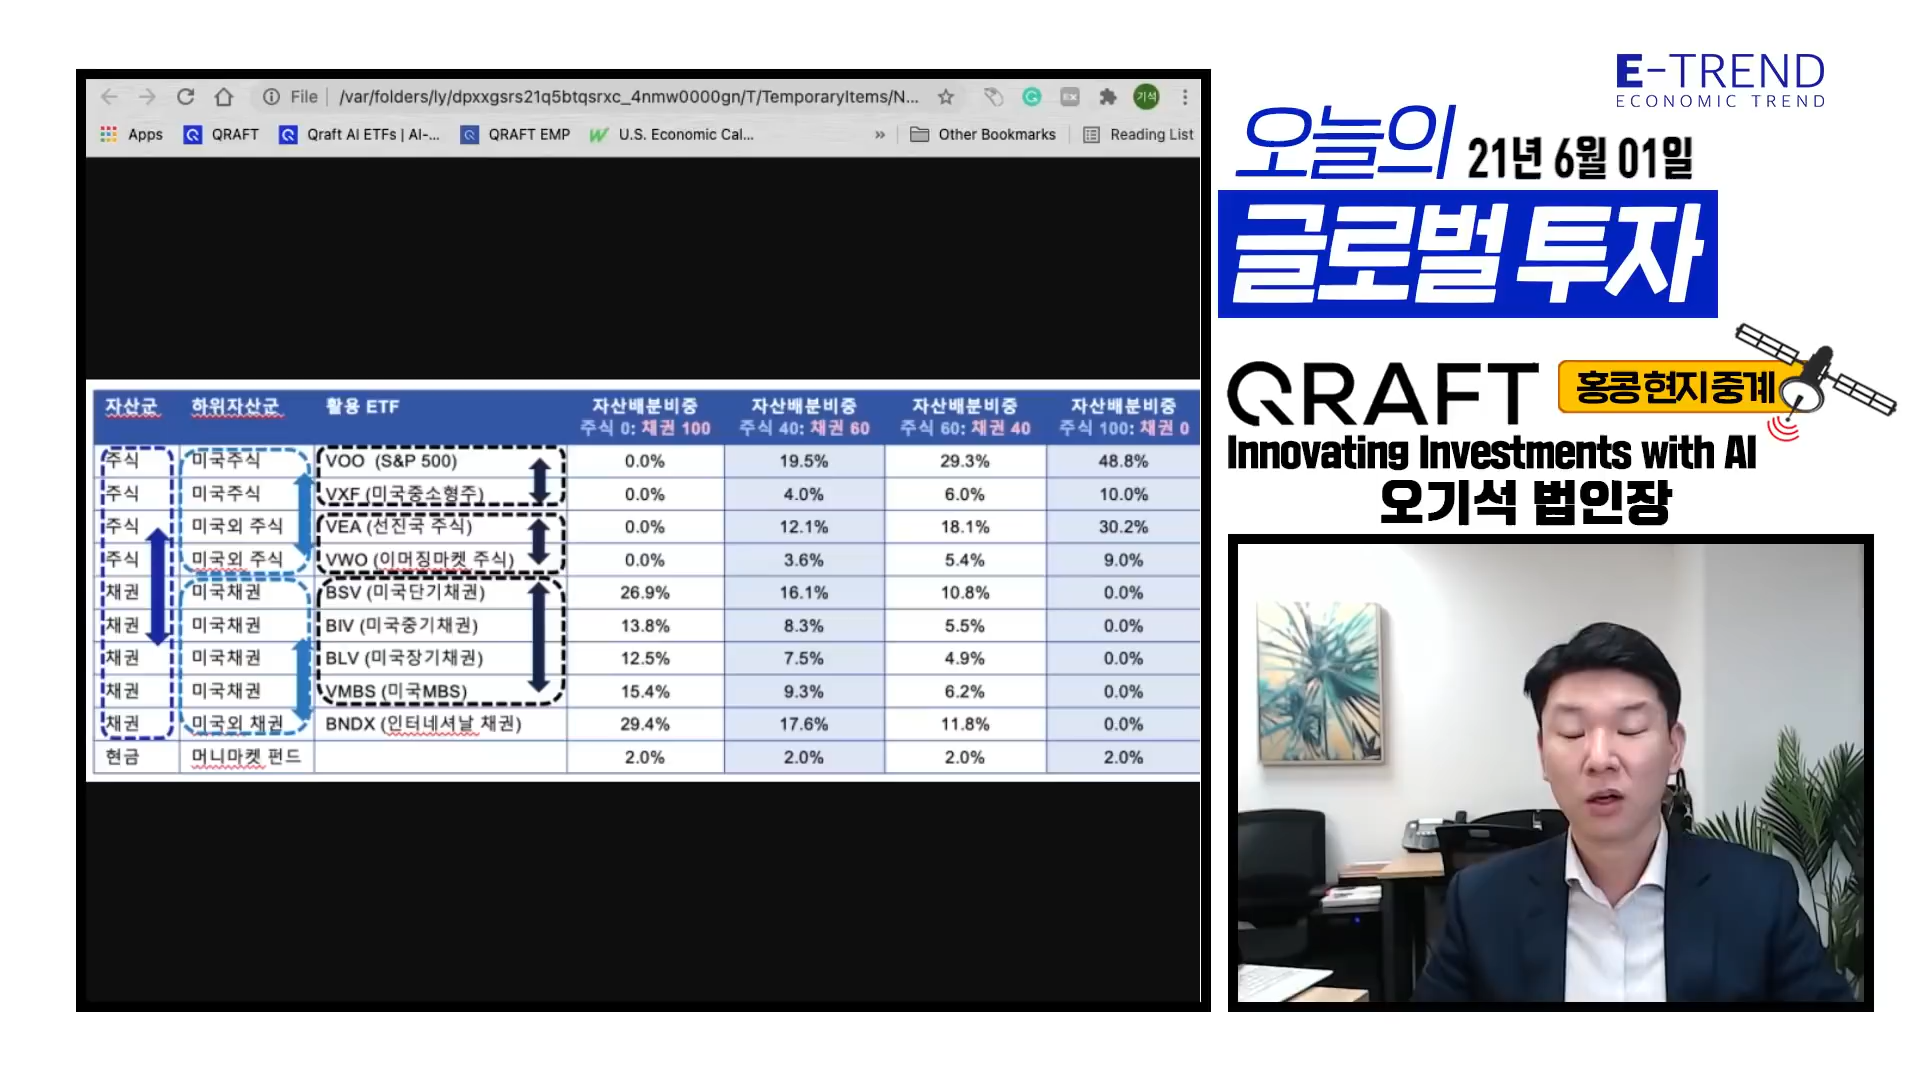 File /var/folders/ly/dpxxgsrs21q5btqsrxc_4nmw0000gn/T/TemporaryItems/N... EX 기석
Apps QRAFT Qraft AI ETFs | AI-... QRAFT EMP U.S. Economic Cal... » Other Bookmarks Reading List
자산군 하위자산군 활용 ETF 자산배분비중 자산배분비중 자산배분비중 자산배분비중
주식 0: 채권 100 주식 40: 채권 60 주식 60: 채권 40 주식 100: 채권 0
주식 미국주식 VOO (S&P 500) 0.0% 19.5% 29.3% 48.8%
주식 미국주식 VXF (미국중소형주) 0.0% 4.0% 6.0% 10.0%
주식 미국외 주식 VEA (선진국 주식) 0.0% 12.1% 18.1% 30.2%
주식 미국외 주식 VWO (이머징마켓 주식) 0.0% 3.6% 5.4% 9.0%
채권 미국채권 BSV (미국단기채권) 26.9% 16.1% 10.8% 0.0%
채권 미국채권 BIV (미국중기채권) 13.8% 8.3% 5.5% 0.0%
채권 미국채권 BLV (미국장기채권) 12.5% 7.5% 4.9% 0.0%
채권 미국채권 VMBS (미국MBS) 15.4% 9.3% 6.2% 0.0%
채권 미국외 채권 BNDX (인터네셔날 채권) 29.4% 17.6% 11.8% 0.0%
현금 머니마켓 펀드 2.0% 2.0% 2.0% 2.0%
E-TREND
ECONOMIC TREND
오늘의 21년 6월 01일
글로벌 투자
QRAFT 홍콩 현지 중계
Innovating Investments with AI
오기석 법인장